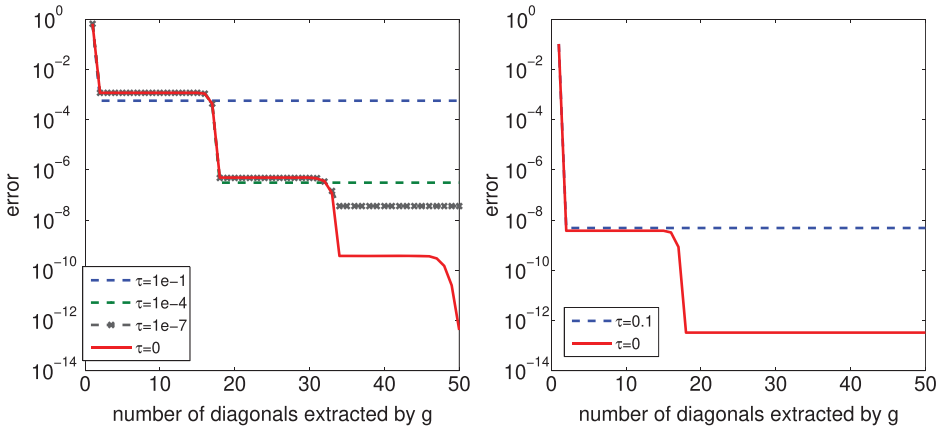 10^0
10^−2
10^−4
10^−6
10^−8
10^−10
10^−12
10^−14
error
0 10 20 30 40 50
number of diagonals extracted by g
τ=1e−1
τ=1e−4
τ=1e−7
τ=0
10^0
10^−2
10^−4
10^−6
10^−8
10^−10
10^−12
10^−14
error
0 10 20 30 40 50
number of diagonals extracted by g
τ=0.1
τ=0